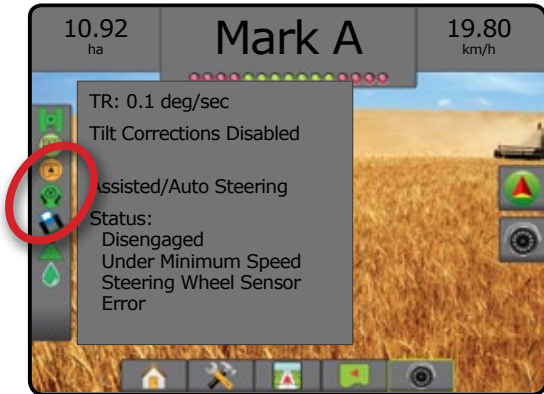 10.92
ha
Mark A
19.80
km/h
TR: 0.1 deg/sec
Tilt Corrections Disabled
Assisted/Auto Steering
Status:
Disengaged
Under Minimum Speed
Steering Wheel Sensor
Error